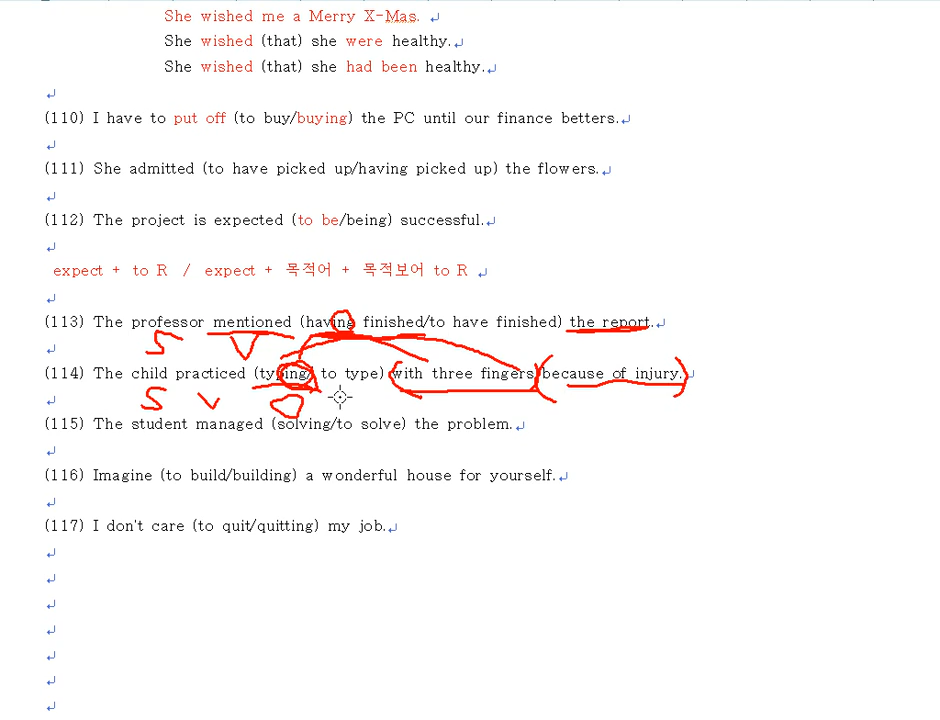 She wished me a Merry X-Mas.
She wished (that) she were healthy.
She wished (that) she had been healthy.
(110) I have to put off (to buy/buying) the PC until our finance betters.
(111) She admitted (to have picked up/having picked up) the flowers.
(112) The project is expected (to be/being) successful.
expect + to R / expect + 목적어 + 목적보어 to R
(113) The professor mentioned (having finished/to have finished) the report.
S V
(114) The child practiced (typing/ to type) with three fingers because of injury.
S V O
(115) The student managed (solving/to solve) the problem.
(116) Imagine (to build/building) a wonderful house for yourself.
(117) I don't care (to quit/quitting) my job.